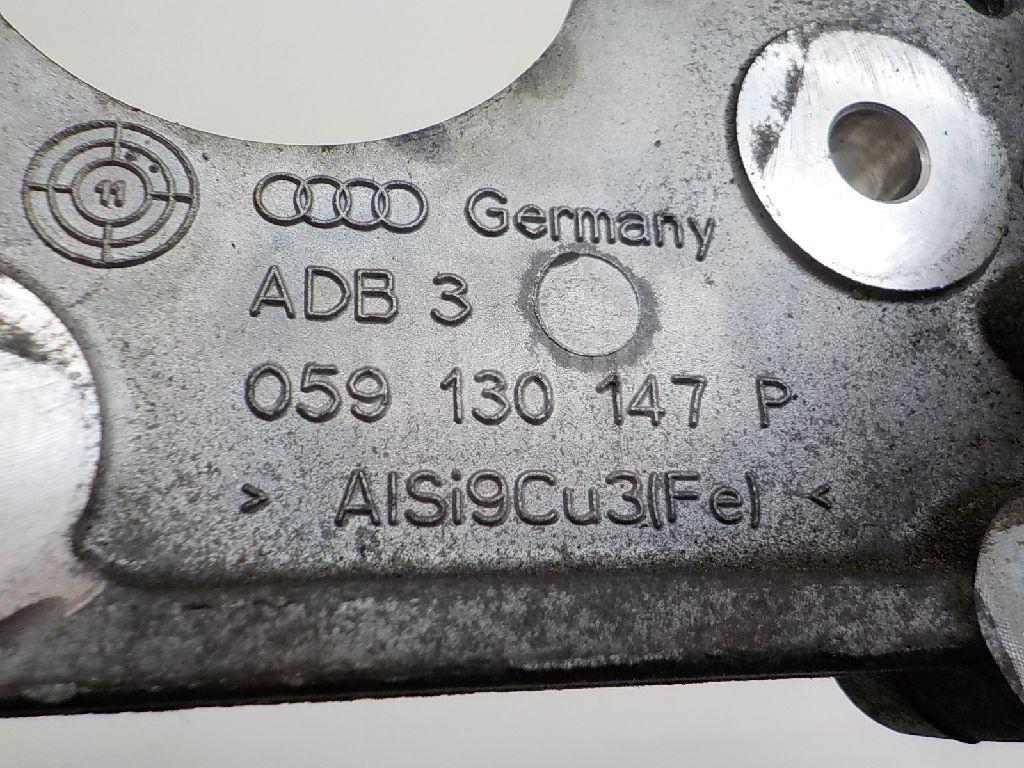 11
Germany
ADB 3
059 130 147 P
> AlSi9Cu3(Fe) <